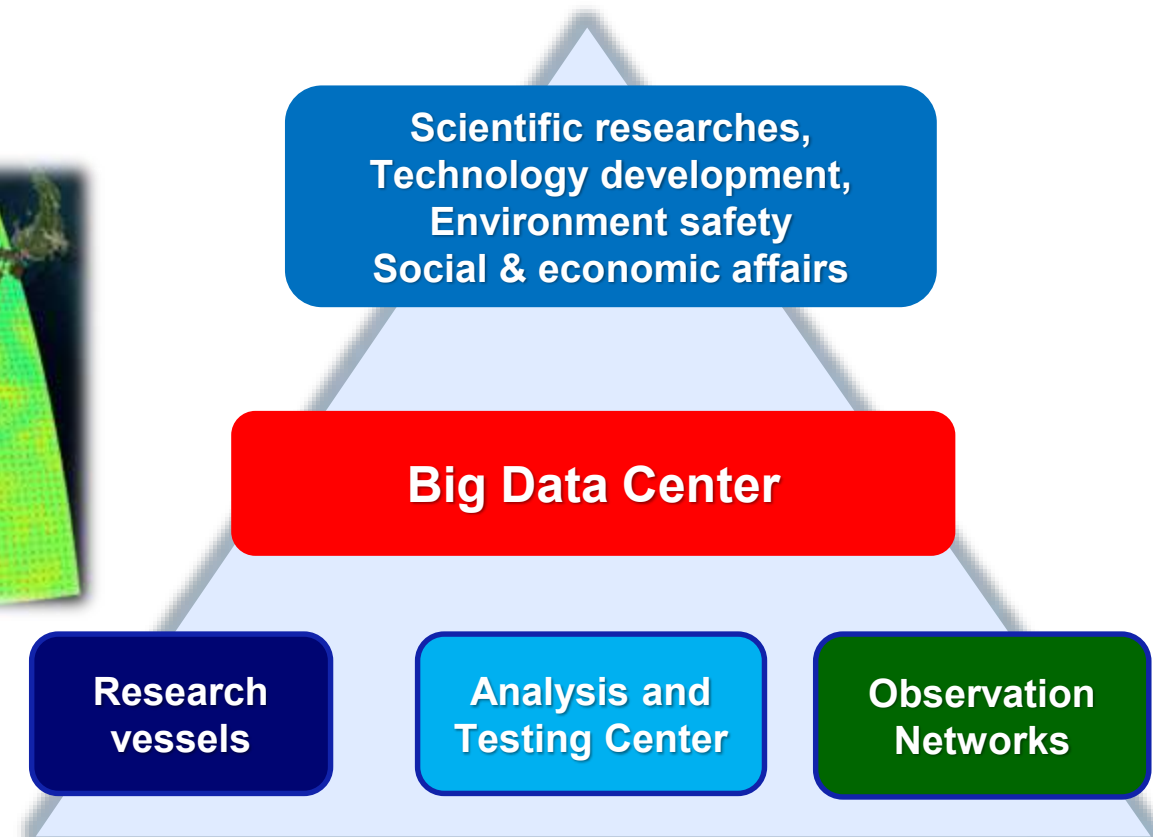 Scientific researches,
Technology development,
Environment safety
Social & economic affairs
Big Data Center
Research
vessels
Analysis and
Testing Center
Observation
Networks